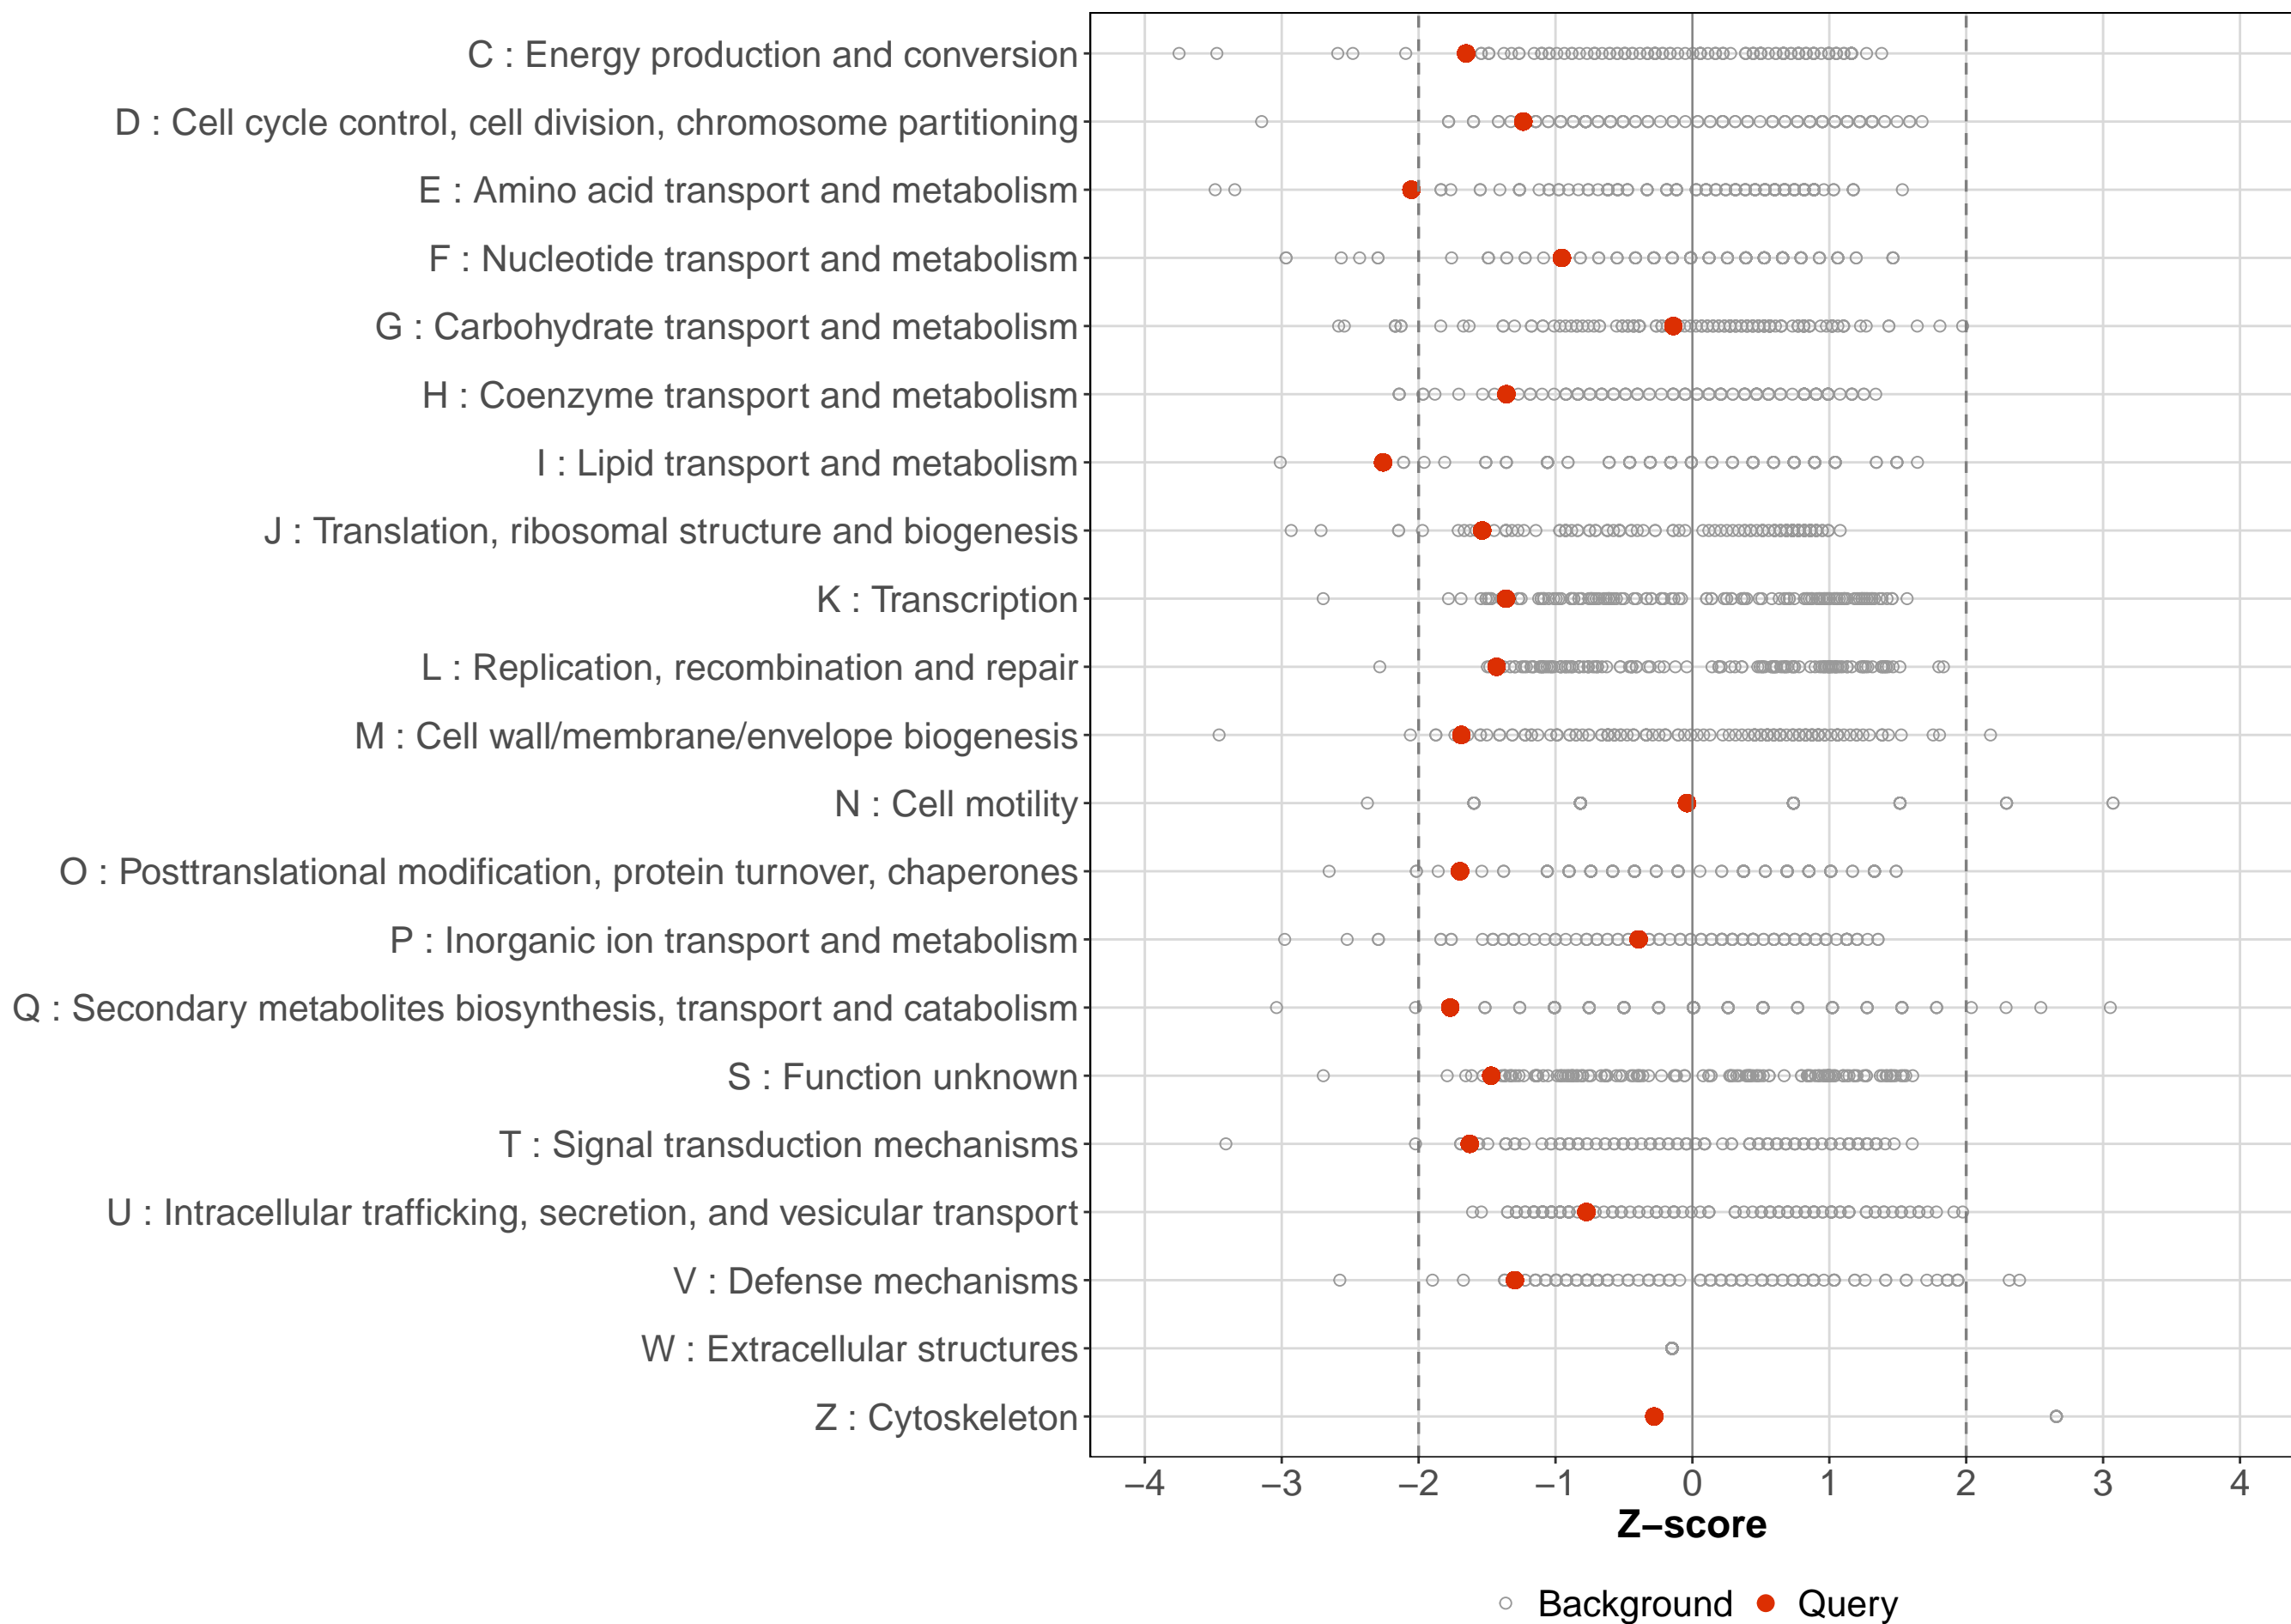 C : Energy production and conversion
D : Cell cycle control, cell division, chromosome partitioning
E : Amino acid transport and metabolism
F : Nucleotide transport and metabolism
G : Carbohydrate transport and metabolism
H : Coenzyme transport and metabolism
I : Lipid transport and metabolism
J : Translation, ribosomal structure and biogenesis
K : Transcription
L : Replication, recombination and repair
M : Cell wall/membrane/envelope biogenesis
N : Cell motility
O : Posttranslational modification, protein turnover, chaperones
P : Inorganic ion transport and metabolism
Q : Secondary metabolites biosynthesis, transport and catabolism
S : Function unknown
T : Signal transduction mechanisms
U : Intracellular trafficking, secretion, and vesicular transport
V : Defense mechanisms
W : Extracellular structures
Z : Cytoskeleton
−4 −3 −2 −1 0 1 2 3 4
Z−score
Background Query